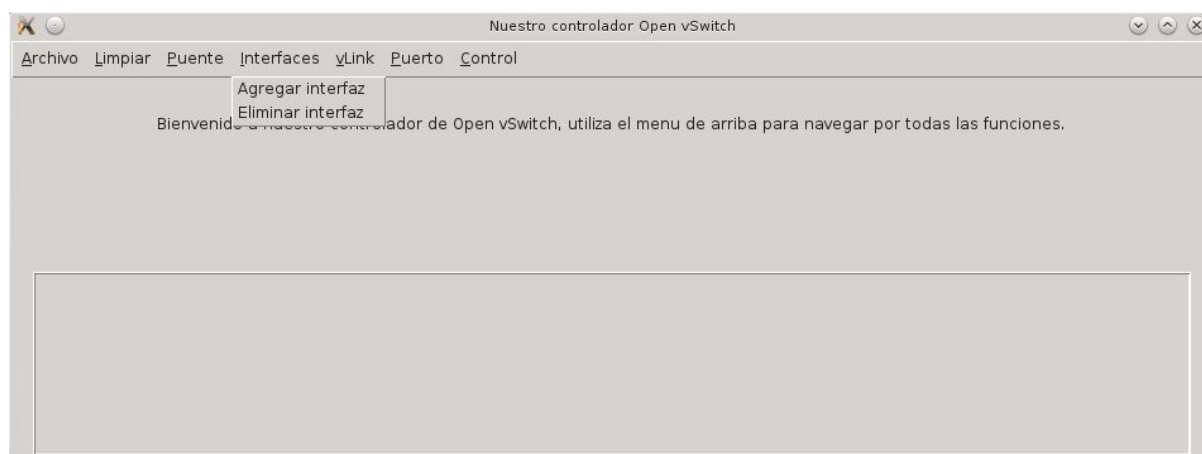 Nuestro controlador Open vSwitch
Archivo Limpiar Puente Interfaces vLink Puerto Control
Agregar interfaz
Eliminar interfaz
Bienvenid ador de Open vSwitch, utiliza el menu de arriba para navegar por todas las funciones.